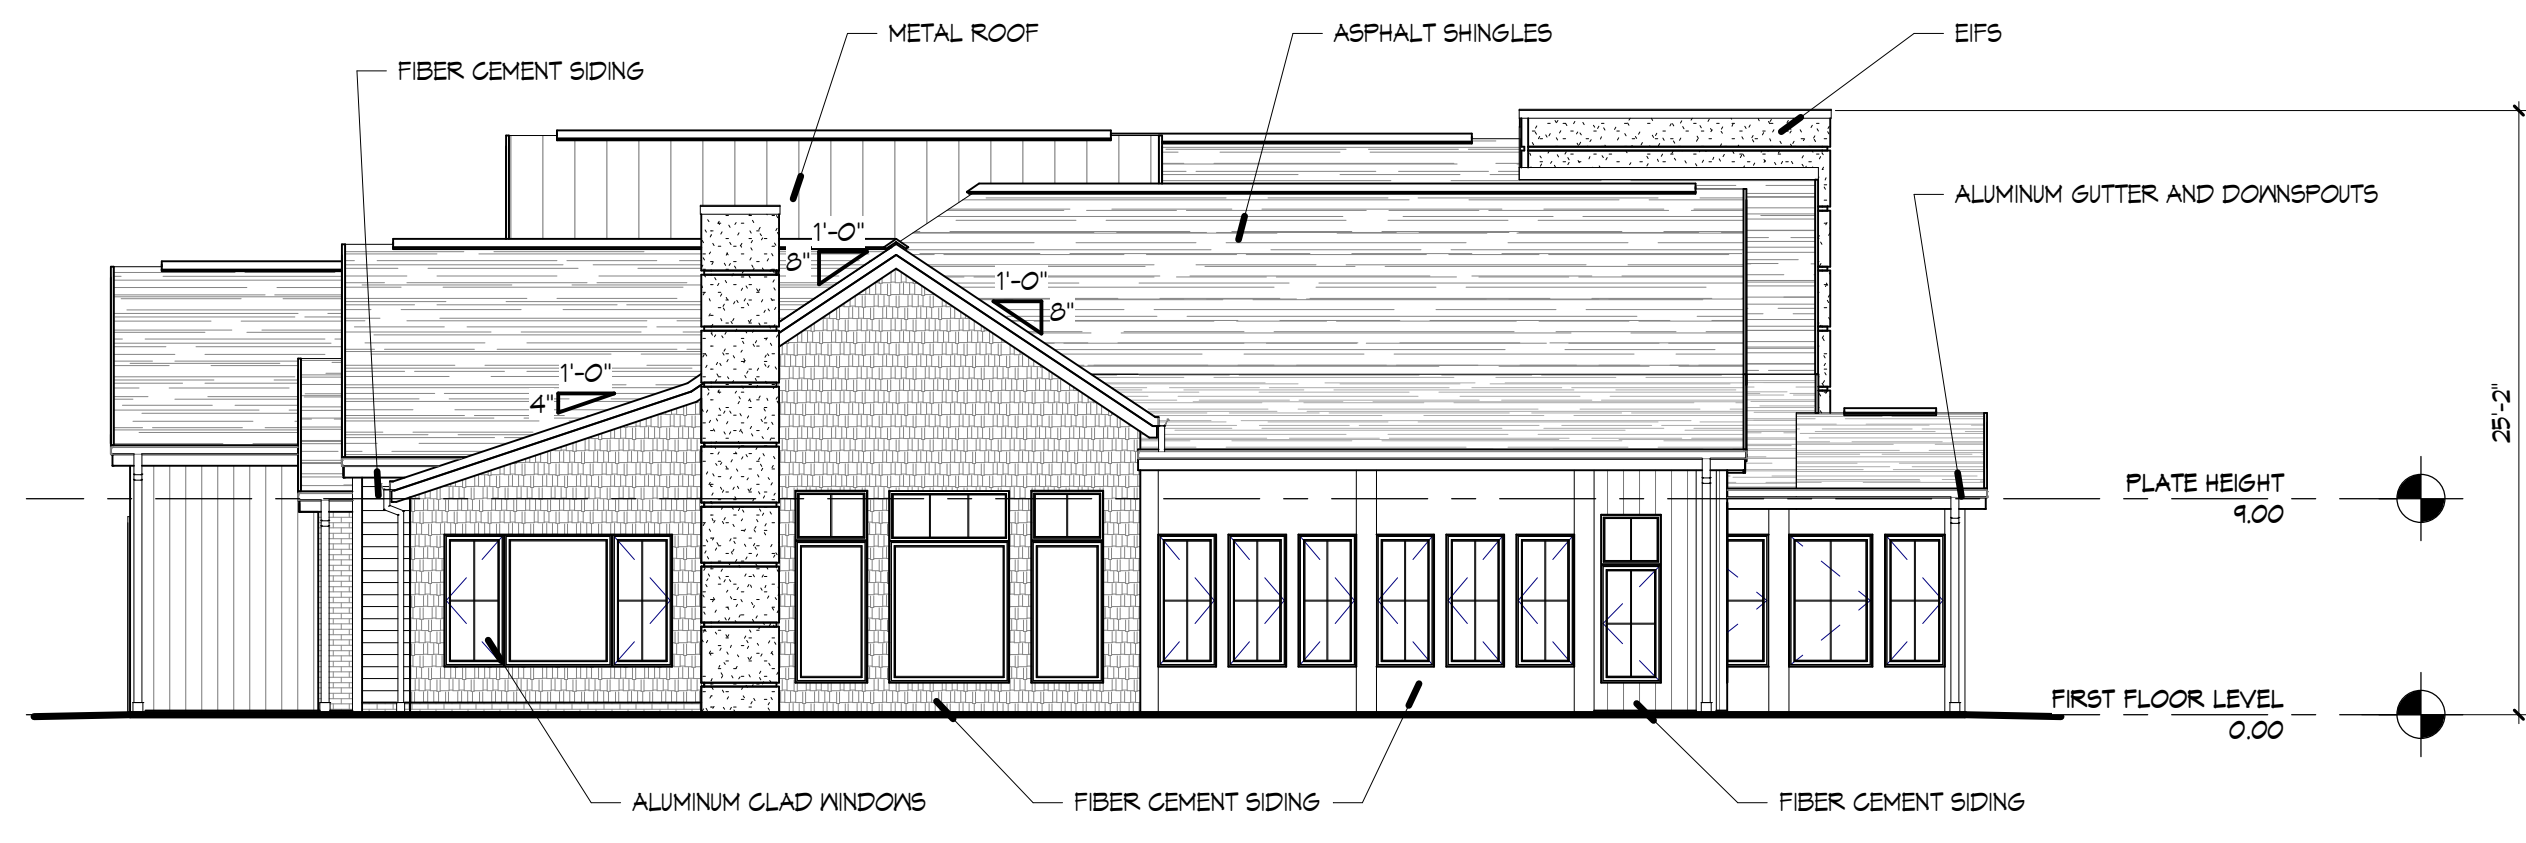 METAL ROOF
ASPHALT SHINGLES
EIFS
FIBER CEMENT SIDING
ALUMINUM GUTTER AND DOWNSPOUTS
1'-0"
8"
1'-0"
8"
1'-0"
4"
25'-2"
PLATE HEIGHT
9.00
FIRST FLOOR LEVEL
0.00
ALUMINUM CLAD WINDOWS
FIBER CEMENT SIDING
FIBER CEMENT SIDING